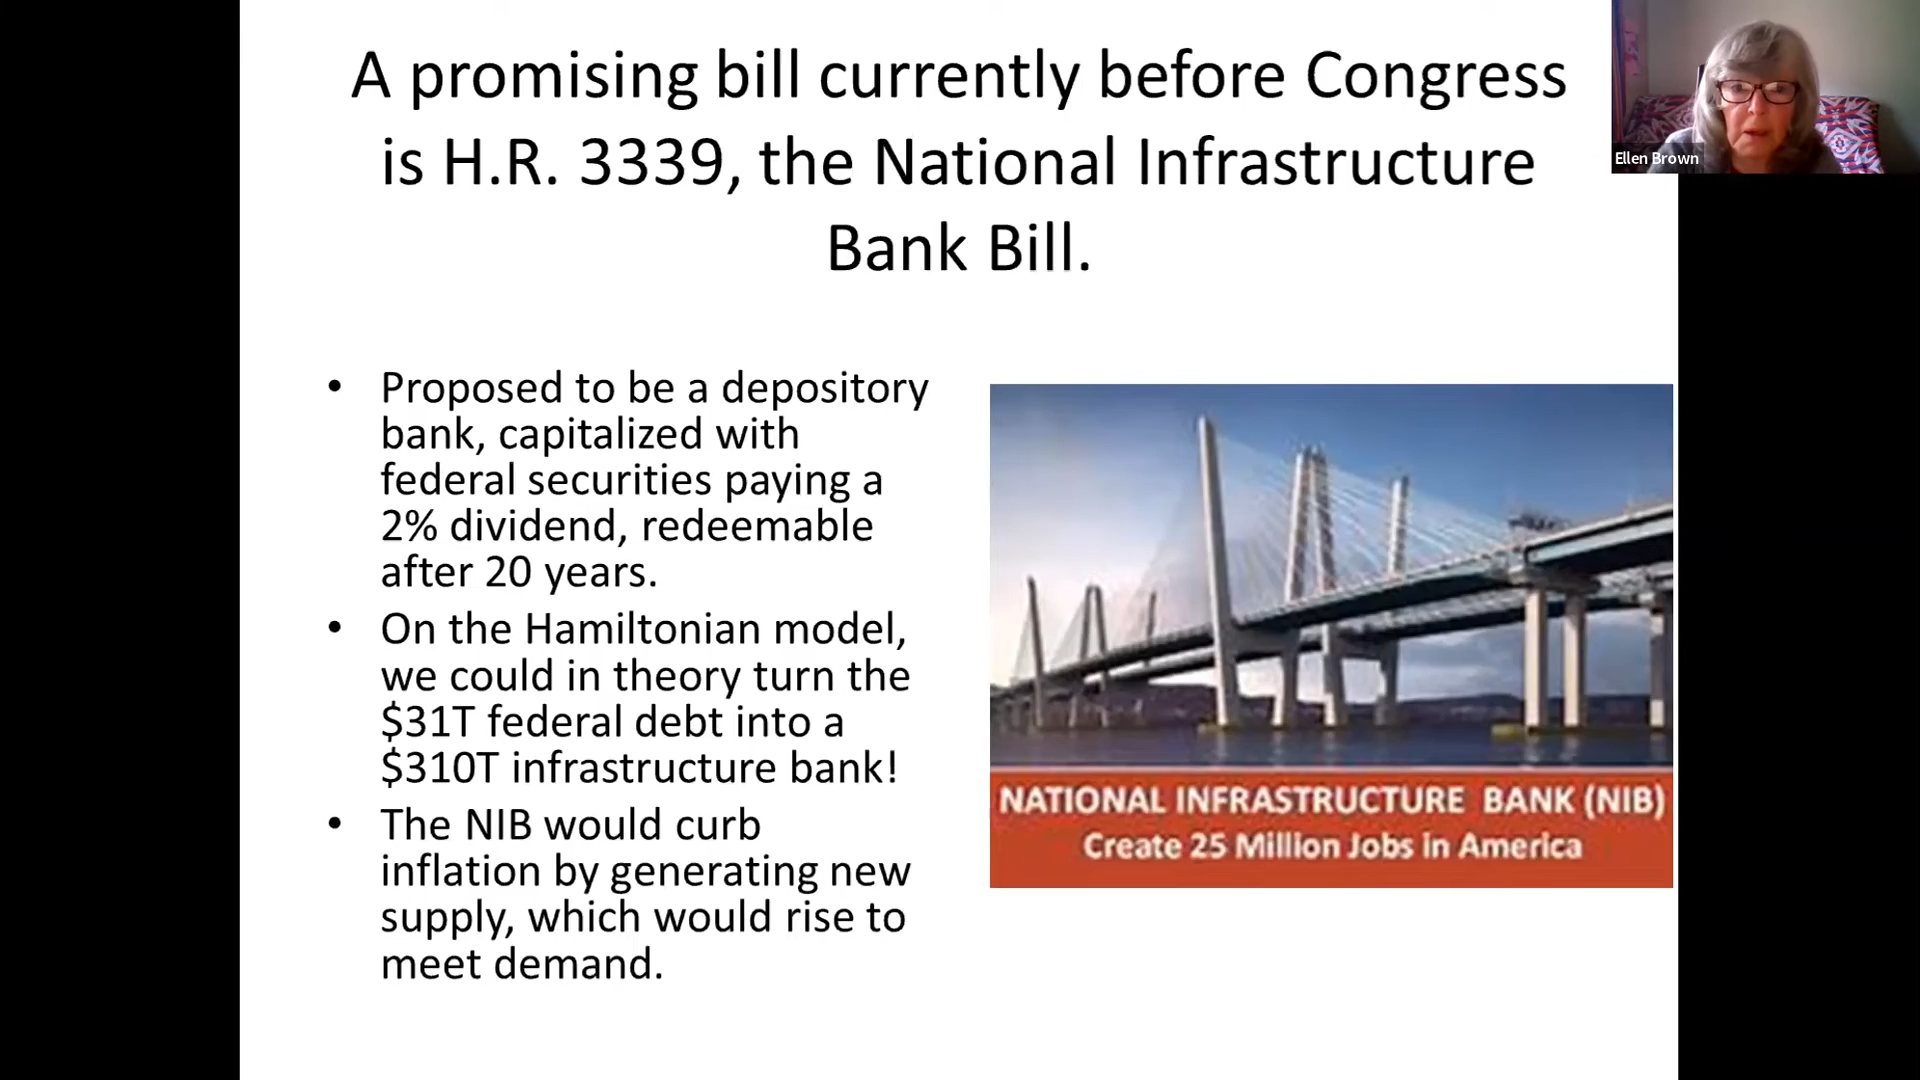 A promising bill currently before Congress
is H.R. 3339, the National Infrastructure
Bank Bill.
Ellen Brown
• Proposed to be a depository
bank, capitalized with
federal securities paying a
2% dividend, redeemable
after 20 years.
• On the Hamiltonian model,
we could in theory turn the
$31T federal debt into a
$310T infrastructure bank!
• The NIB would curb
inflation by generating new
supply, which would rise to
meet demand.
NATIONAL INFRASTRUCTURE BANK (NIB)
Create 25 Million Jobs in America